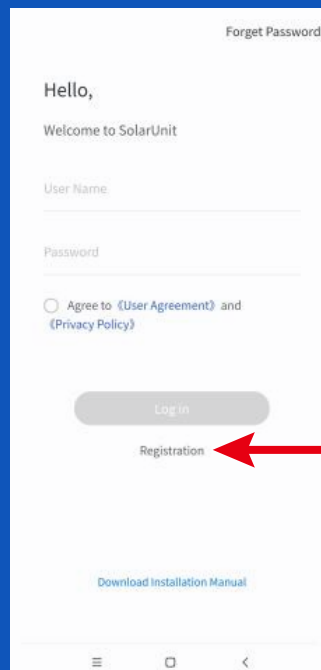 Forget Password
Hello,
Welcome to SolarUnit
User Name
Password
Agree to 《User Agreement》 and
《Privacy Policy》
Log in
Registration
Download Installation Manual